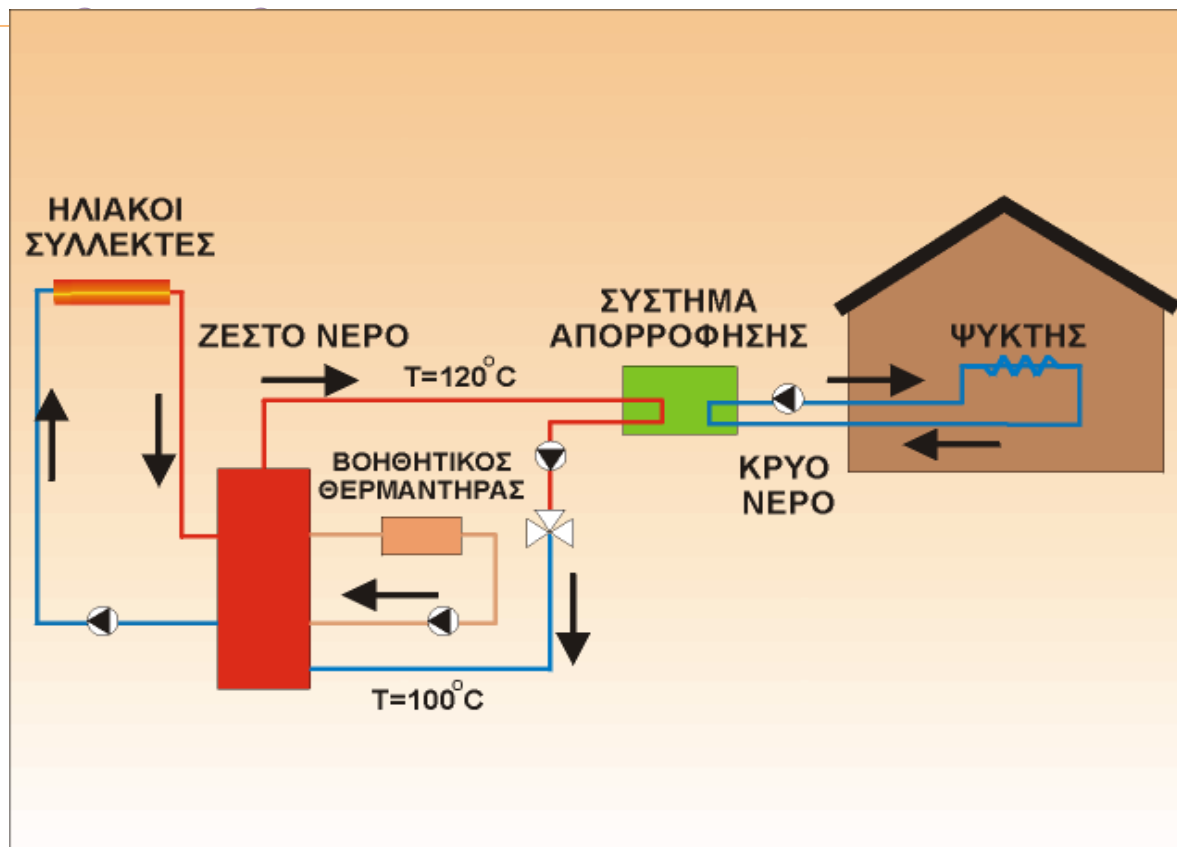 ΗΛΙΑΚΟΙ
ΣΥΛΛΕΚΤΕΣ
ΖΕΣΤΟ ΝΕΡΟ
T=120°C
ΣΥΣΤΗΜΑ
ΑΠΟΡΡΟΦΗΣΗΣ
ΨΥΚΤΗΣ
ΒΟΗΘΗΤΙΚΟΣ
ΘΕΡΜΑΝΤΗΡΑΣ
ΚΡΥΟ
ΝΕΡΟ
T=100°C